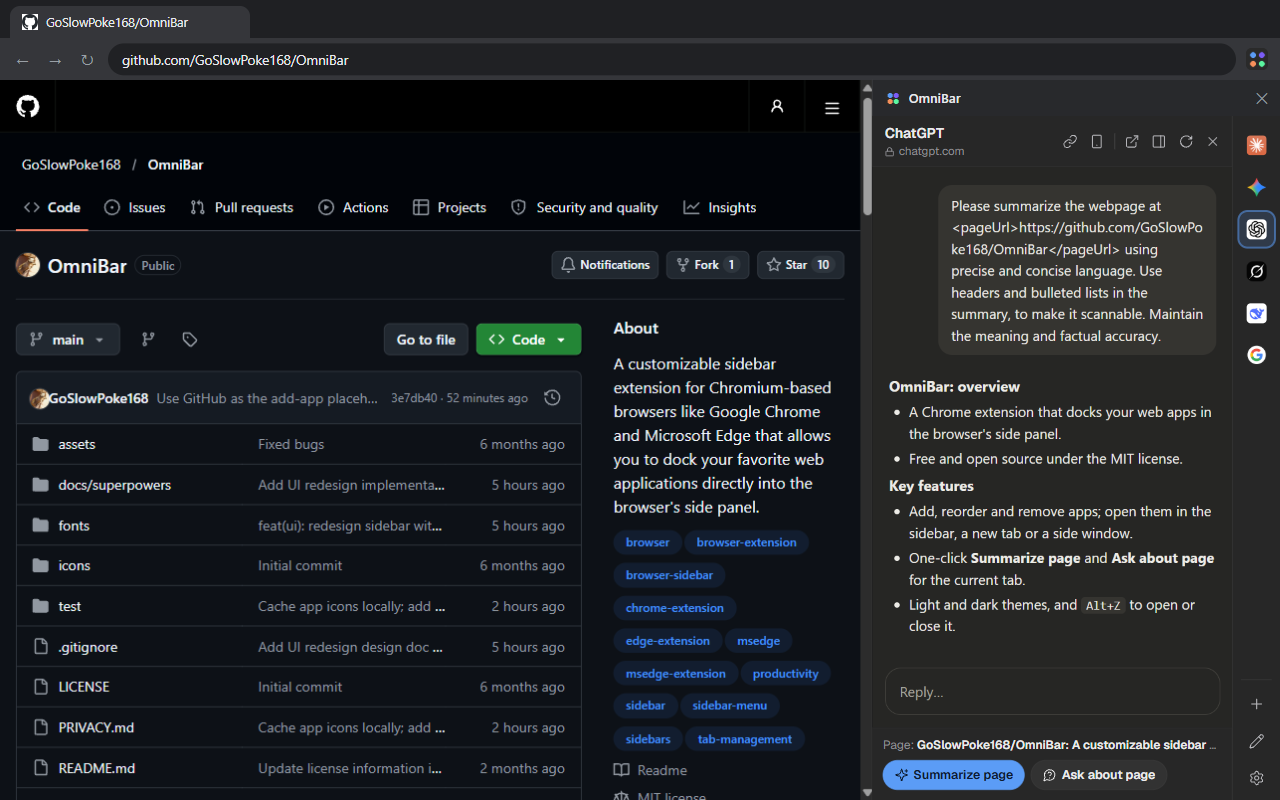 GoSlowPoke168/OmniBar
github.com/GoSlowPoke168/OmniBar
GoSlowPoke168 / OmniBar
Code Issues Pull requests Actions Projects Security and quality Insights
OmniBar Public
Notifications Fork 1 Star 10
main Go to file Code
GoSlowPoke168 Use GitHub as the add-app placeh... 3e7db40 · 52 minutes ago
assets Fixed bugs 6 months ago
docs/superpowers Add UI redesign implementa... 5 hours ago
fonts feat(ui): redesign sidebar wit... 5 hours ago
icons Initial commit 6 months ago
test Cache app icons locally; add ... 2 hours ago
.gitignore Add UI redesign design doc ... 5 hours ago
LICENSE Initial commit 6 months ago
PRIVACY.md Cache app icons locally; add ... 2 hours ago
README.md Update license information i... 2 months ago
About
A customizable sidebar
extension for Chromium-based
browsers like Google Chrome
and Microsoft Edge that allows
you to dock your favorite web
applications directly into the
browser's side panel.
browser browser-extension
browser-sidebar
chrome-extension
edge-extension msedge
msedge-extension productivity
sidebar sidebar-menu
sidebars tab-management
Readme
MIT license
OmniBar
ChatGPT
chatgpt.com
Please summarize the webpage at
<pageUrl>https://github.com/GoSlowPo
ke168/OmniBar</pageUrl> using
precise and concise language. Use
headers and bulleted lists in the
summary, to make it scannable. Maintain
the meaning and factual accuracy.
OmniBar: overview
• A Chrome extension that docks your web apps in
the browser's side panel.
• Free and open source under the MIT license.
Key features
• Add, reorder and remove apps; open them in the
sidebar, a new tab or a side window.
• One-click Summarize page and Ask about page
for the current tab.
• Light and dark themes, and Alt+Z to open or
close it.
Reply...
Page: GoSlowPoke168/OmniBar: A customizable sidebar ...
Summarize page Ask about page